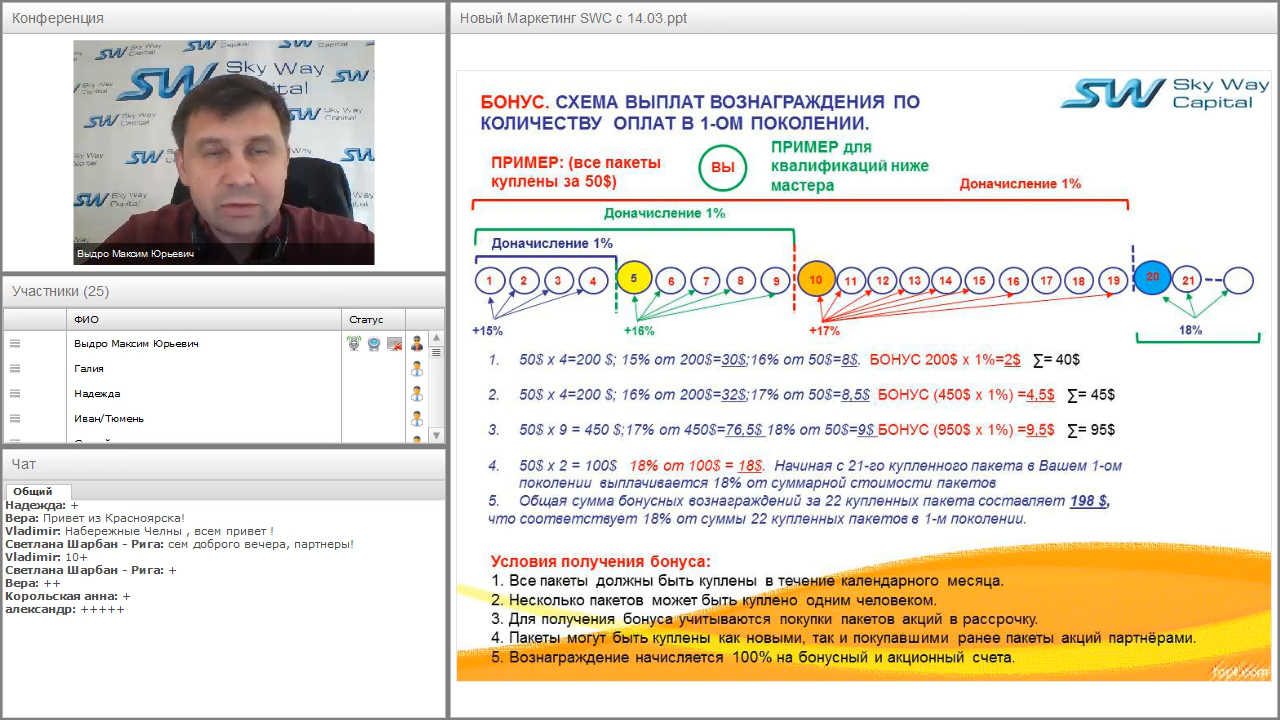 Конференция
SW Sky Way Capital
Выдро Максим Юрьевич
Участники (25)
ФИО Статус
Выдро Максим Юрьевич
Галия
Надежда
Иван/Тюмень
Чат
Общий
Надежда: +
Вера: Привет из Красноярска!
Vladimir: Набережные Челны , всем привет !
Светлана Шарбан - Рига: сем доброго вечера, партнеры!
Vladimir: 10+
Светлана Шарбан - Рига: +
Вера: ++
Корольская анна: +
александр: +++++
Новый Маркетинг SWC с 14.03.ppt
SW Sky Way
Capital
БОНУС. СХЕМА ВЫПЛАТ ВОЗНАГРАЖДЕНИЯ ПО
КОЛИЧЕСТВУ ОПЛАТ В 1-ОМ ПОКОЛЕНИИ.
ПРИМЕР: (все пакеты
куплены за 50$)
ВЫ
ПРИМЕР для
квалификаций ниже
мастера
Доначисление 1%
Доначисление 1%
Доначисление 1%
1 2 3 4 5 6 7 8 9 10 11 12 13 14 15 16 17 18 19 20 21
+15% +16% +17% 18%
1. 50$ x 4=200 $; 15% от 200$=30$;16% от 50$=8$. БОНУС 200$ x 1%=2$ ∑= 40$
2. 50$ x 4=200 $; 16% от 200$=32$;17% от 50$=8,5$ БОНУС (450$ x 1%) =4,5$ ∑= 45$
3. 50$ x 9 = 450 $;17% от 450$=76,5$ 18% от 50$=9$ БОНУС (950$ x 1%) =9,5$ ∑= 95$
4. 50$ x 2 = 100$ 18% от 100$ = 18$. Начиная с 21-го купленного пакета в Вашем 1-ом
поколении выплачивается 18% от суммарной стоимости пакетов
5. Общая сумма бонусных вознаграждений за 22 купленных пакета составляет 198 $,
что соответствует 18% от суммы 22 купленных пакетов в 1-м поколении.
Условия получения бонуса:
1. Все пакеты должны быть куплены в течение календарного месяца.
2. Несколько пакетов может быть куплено одним человеком.
3. Для получения бонуса учитываются покупки пакетов акций в рассрочку.
4. Пакеты могут быть куплены как новыми, так и покупавшими ранее пакеты акций партнёрами.
5. Вознаграждение начисляется 100% на бонусный и акционный счета.
fppt.com